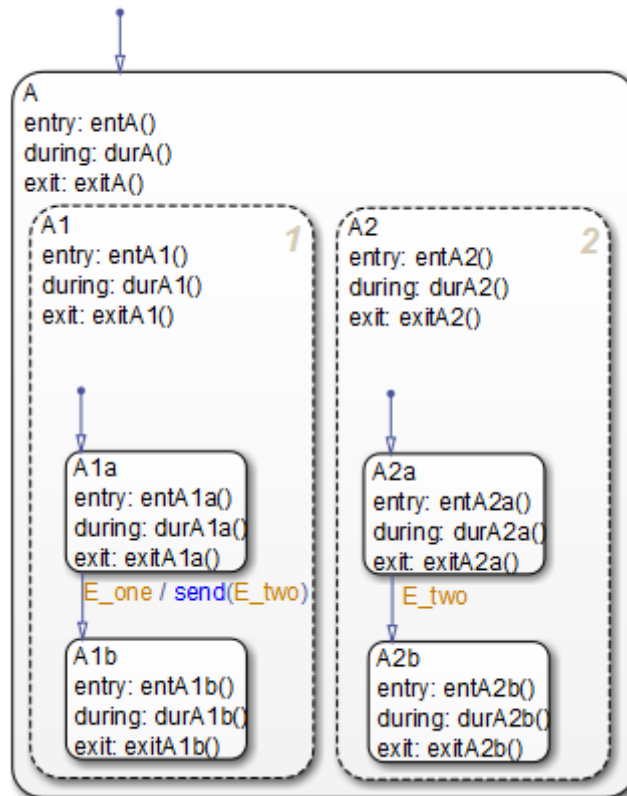 A
entry: entA()
during: durA()
exit: exitA()
A1
1
entry: entA1()
during: durA1()
exit: exitA1()
A1a
entry: entA1a()
during: durA1a()
exit: exitA1a()
E_one / send(E_two)
A1b
entry: entA1b()
during: durA1b()
exit: exitA1b()
A2
2
entry: entA2()
during: durA2()
exit: exitA2()
A2a
entry: entA2a()
during: durA2a()
exit: exitA2a()
E_two
A2b
entry: entA2b()
during: durA2b()
exit: exitA2b()